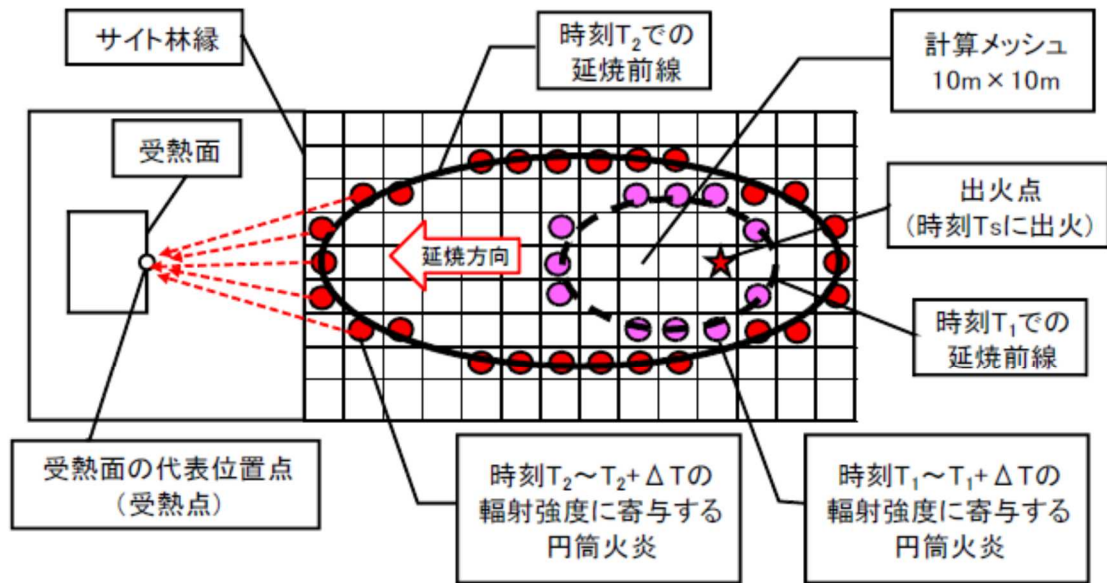 サイト林縁
時刻T₂での
延焼前線
計算メッシュ
10m×10m
受熱面
出火点
(時刻Tsに出火)
延焼方向
時刻T₁での
延焼前線
受熱面の代表位置点
(受熱点)
時刻T₂～T₂+ΔTの
輻射強度に寄与する
円筒火炎
時刻T₁～T₁+ΔTの
輻射強度に寄与する
円筒火炎